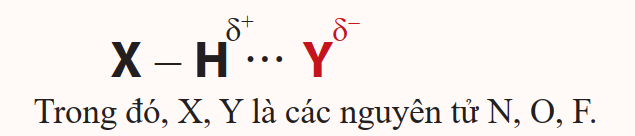 X – H^δ+ ··· Y^δ−
Trong đó, X, Y là các nguyên tử N, O, F.